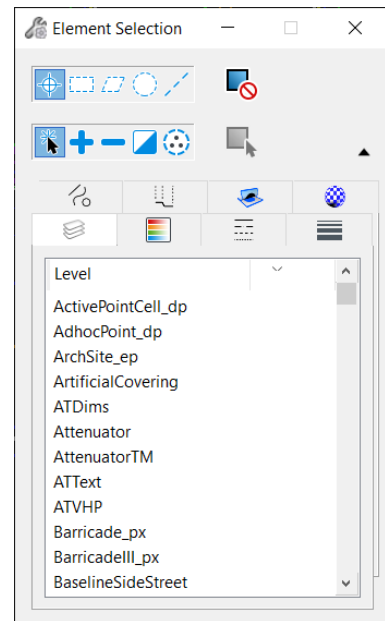 Element Selection
Level
ActivePointCell_dp
AdhocPoint_dp
ArchSite_ep
ArtificialCovering
ATDims
Attenuator
AttenuatorTM
ATText
ATVHP
Barricade_px
BarricadeIII_px
BaselineSideStreet